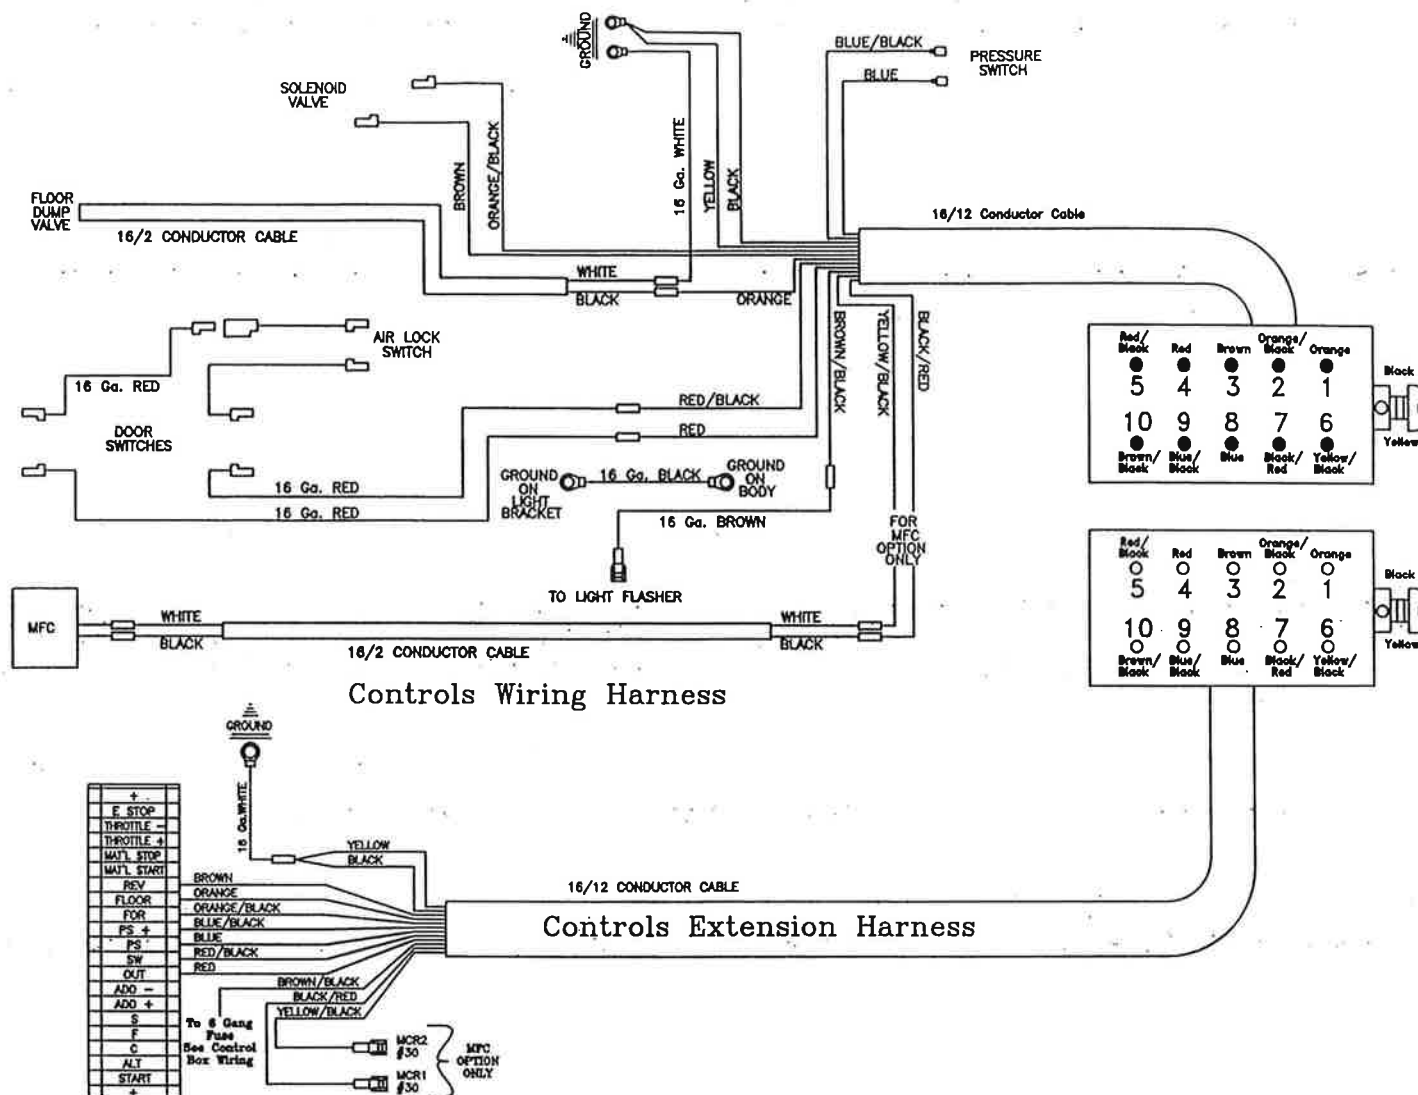 GROUND
BLUE/BLACK
BLUE
PRESSURE
SWITCH
SOLENOID
VALVE
BROWN
ORANGE/BLACK
16 Ga. WHITE
YELLOW
BLACK
FLOOR
DUMP
VALVE
16/2 CONDUCTOR CABLE
16/12 Conductor Cable
WHITE
BLACK
ORANGE
AIR LOCK
SWITCH
16 Ga. RED
DOOR
SWITCHES
RED/BLACK
RED
BROWN/BLACK
YELLOW/BLACK
BLACK/RED
16 Ga. RED
16 Ga. RED
GROUND
ON
LIGHT
BRACKET
16 Ga. BLACK
GROUND
ON
BODY
16 Ga. BROWN
TO LIGHT FLASHER
FOR
MFC
OPTION
ONLY
Red/
Black
Red
Brown
Orange/
Black
Orange
5 4 3 2 1
10 9 8 7 6
Brown/
Black
Blue/
Black
Blue
Black/
Red
Yellow/
Black
Black
Yellow
Red/
Black
Red
Brown
Orange/
Black
Orange
5 4 3 2 1
10 9 8 7 6
Brown/
Black
Blue/
Black
Blue
Black/
Red
Yellow/
Black
Black
Yellow
MFC
WHITE
BLACK
16/2 CONDUCTOR CABLE
WHITE
BLACK
Controls Wiring Harness
GROUND
16 Ga.WHITE
YELLOW
BLACK
+
E STOP
THROTTLE -
THROTTLE +
MAT'L STOP
MAT'L START
REV
FLOOR
FOR
PS +
PS
SW
OUT
ADO -
ADO +
S
F
C
ALT
START
+
BROWN
ORANGE
ORANGE/BLACK
BLUE/BLACK
BLUE
RED/BLACK
RED
BROWN/BLACK
BLACK/RED
YELLOW/BLACK
16/12 CONDUCTOR CABLE
Controls Extension Harness
To 6 Gang
Fuse
See Control
Box Wiring
MCR2
#30
MCR1
#30
MFC
OPTION
ONLY